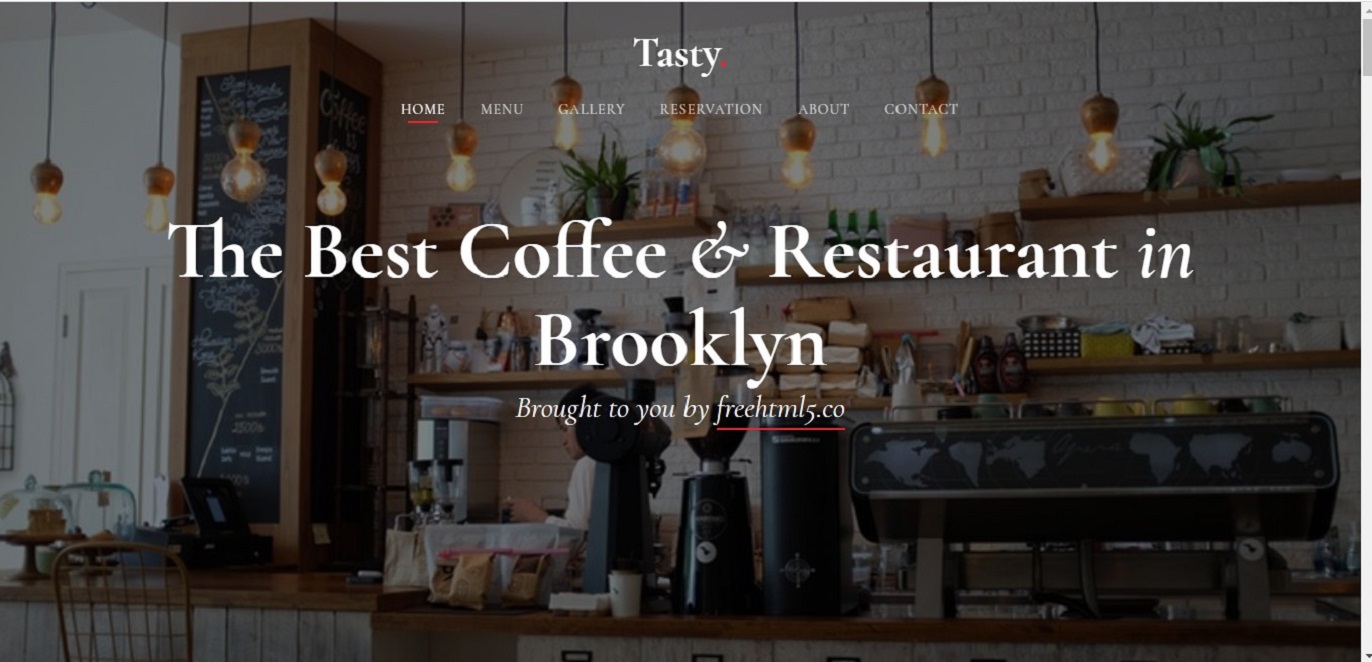 Tasty.
HOME MENU GALLERY RESERVATION ABOUT CONTACT
Coffee
The Best Coffee & Restaurant in
Brooklyn
Brought to you by freehtml5.co